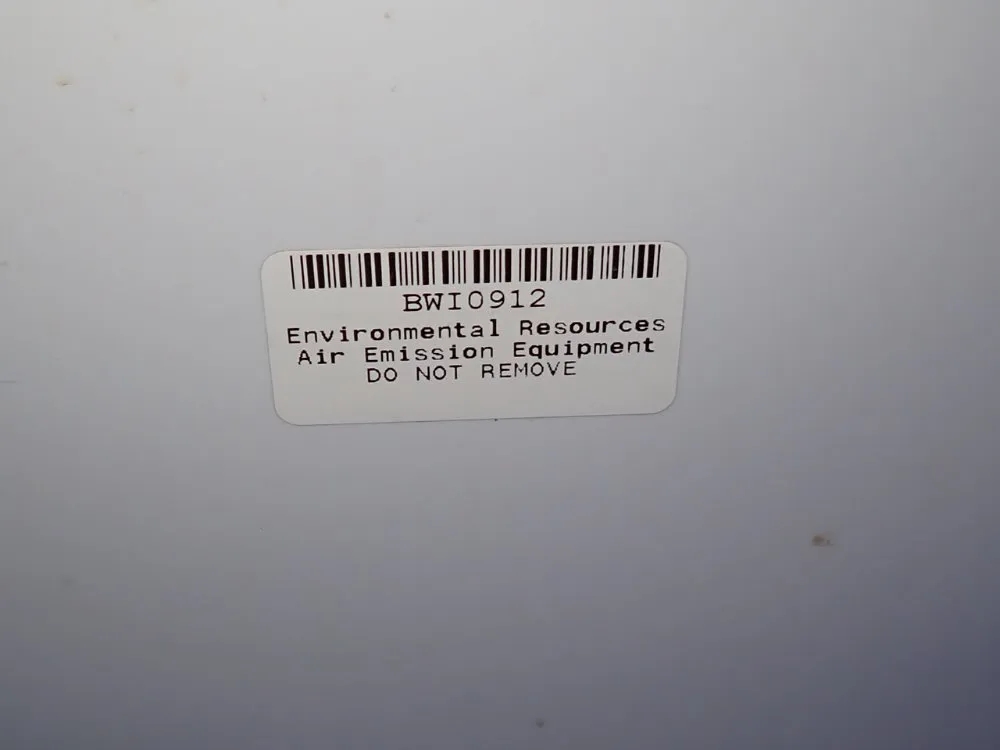 BWI0912
Environmental Resources
Air Emission Equipment
DO NOT REMOVE